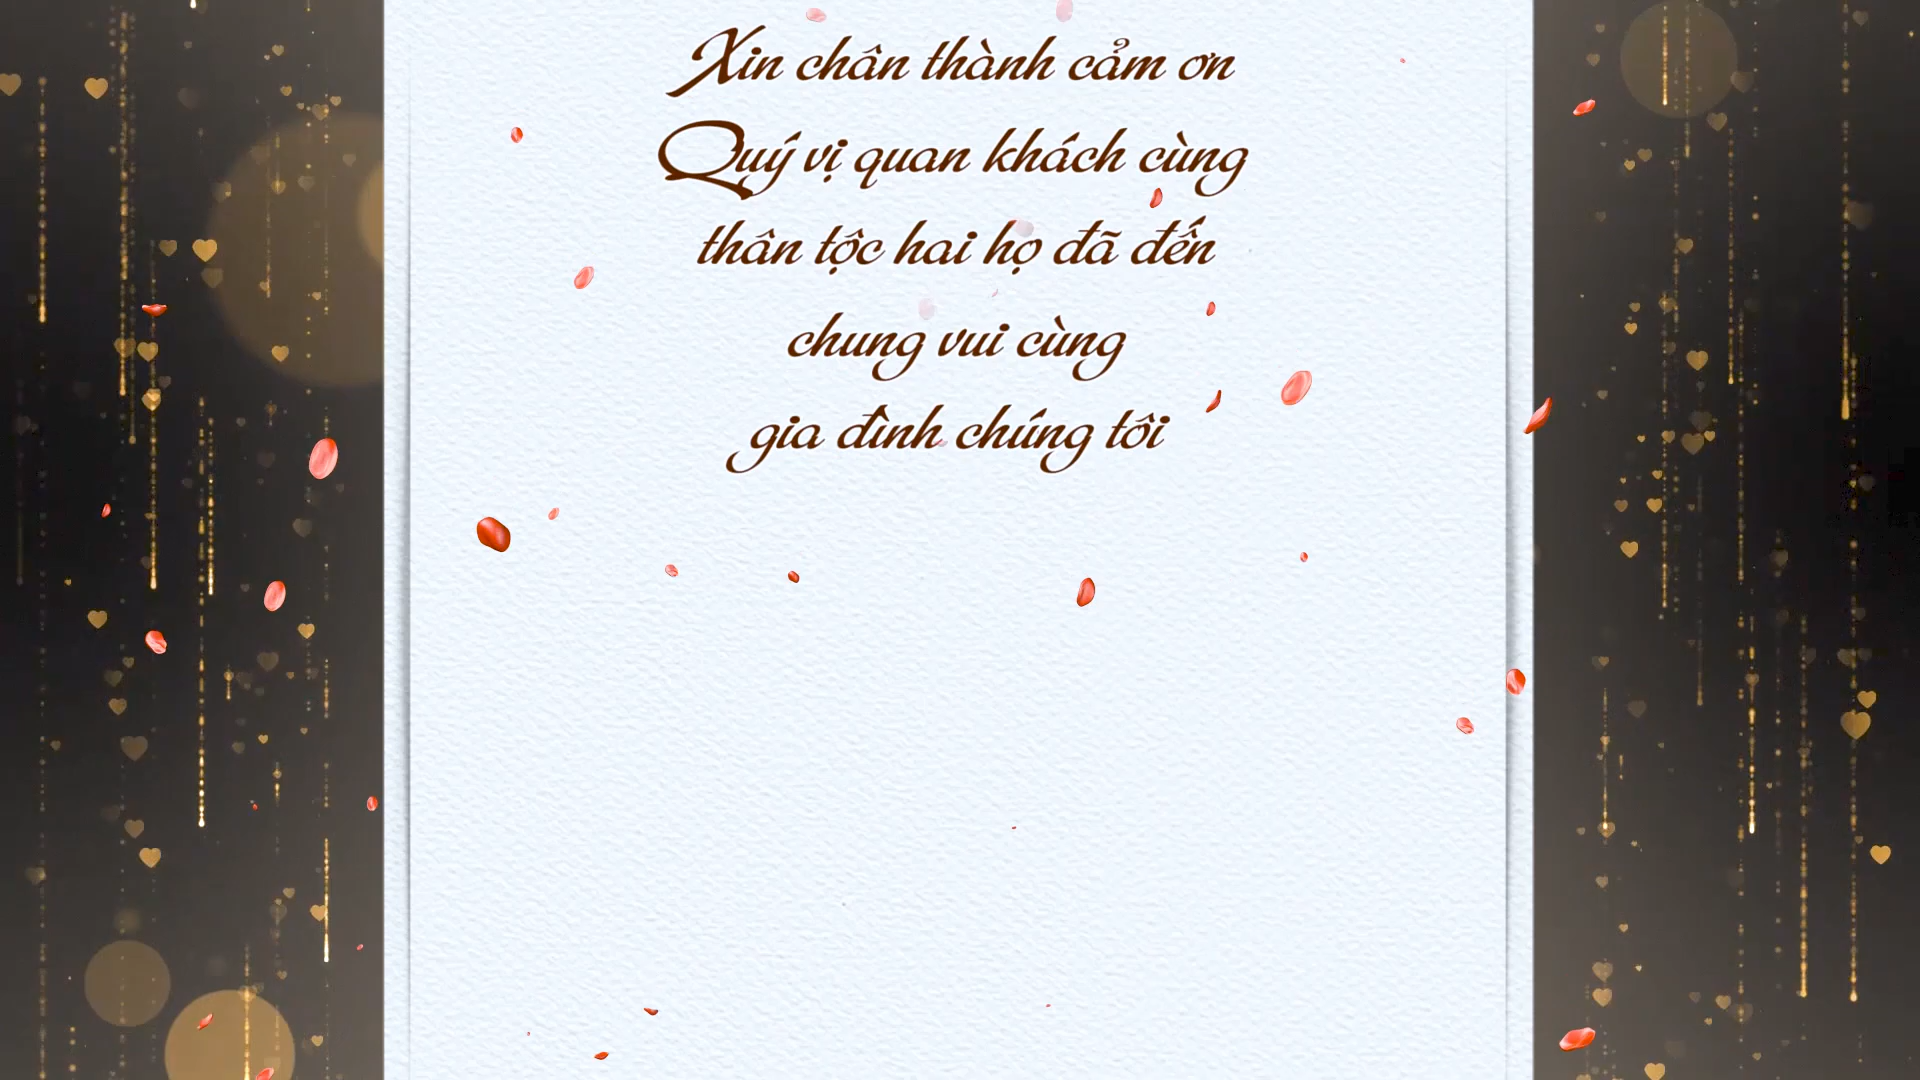 Xin chân thành cảm ơn
Quý vị quan khách cùng
thân tộc hai họ đã đến
chung vui cùng
gia đình chúng tôi